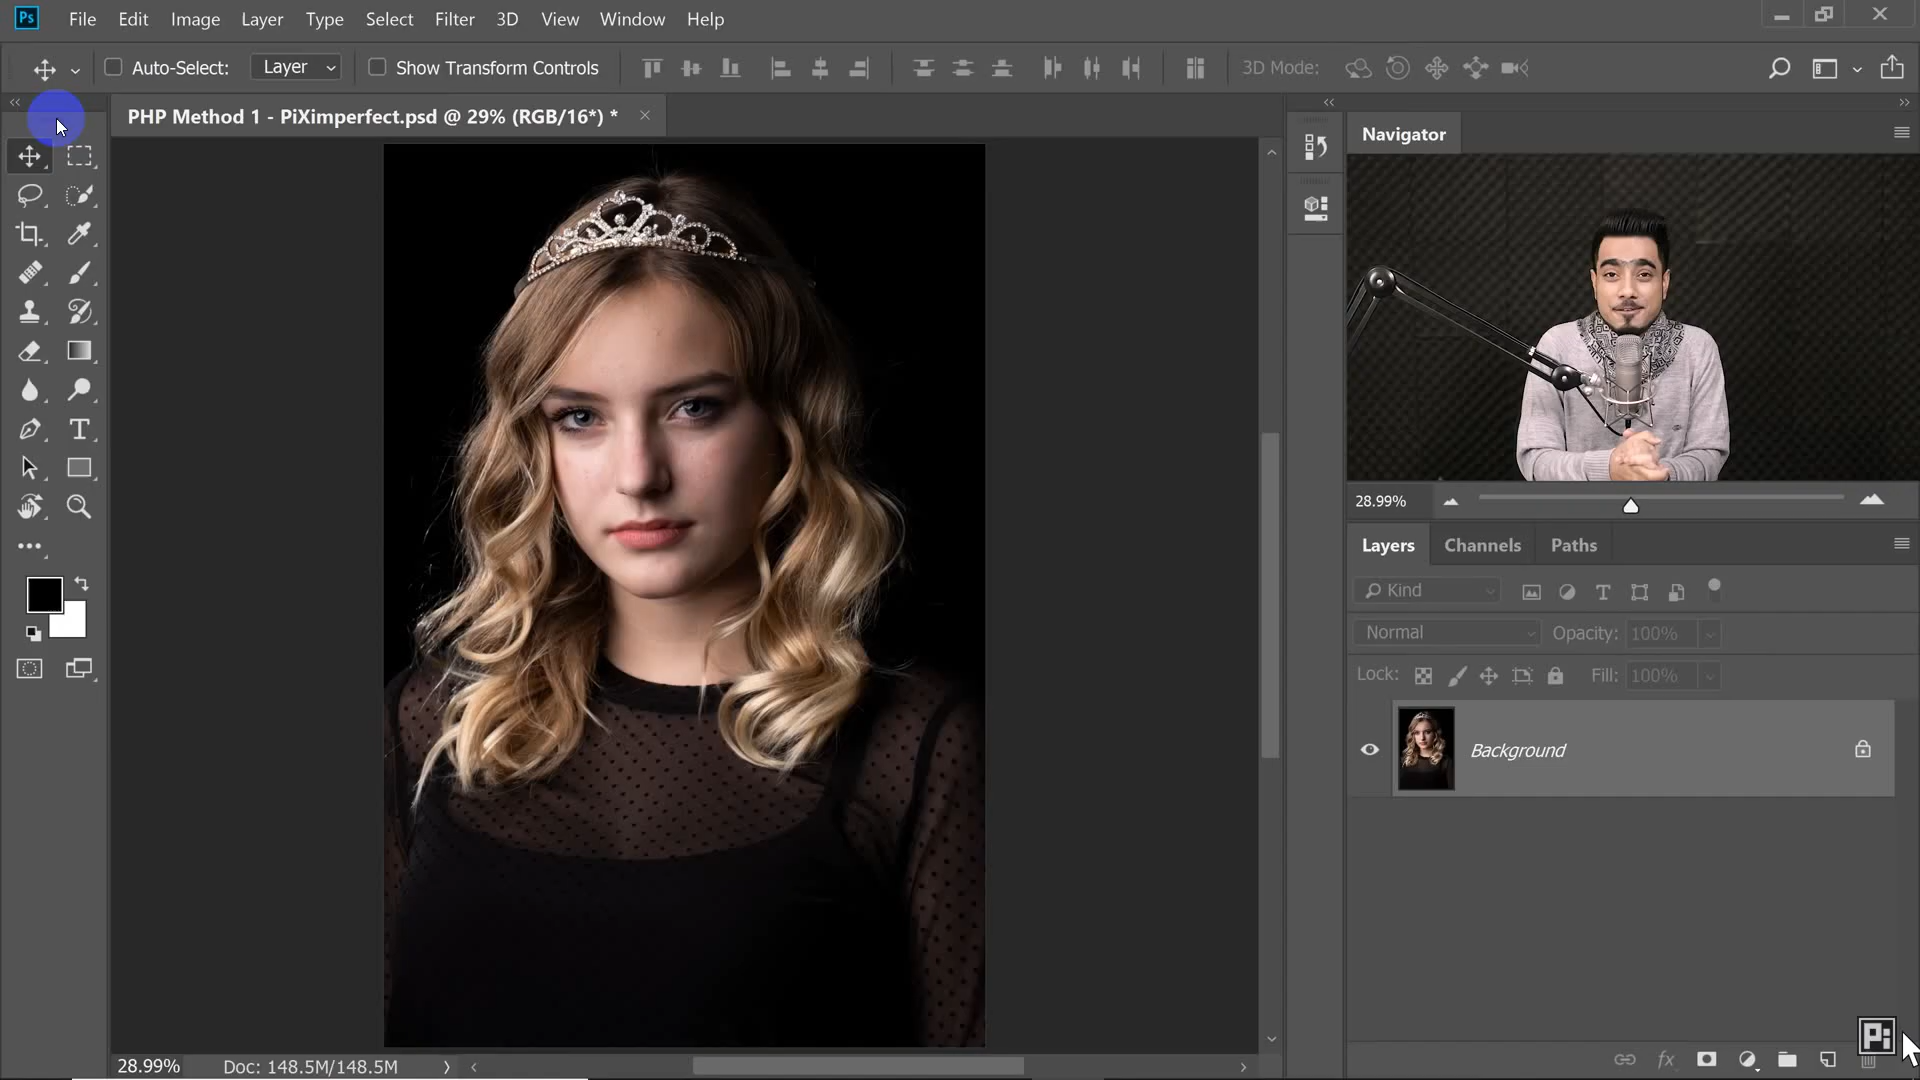 Ps File Edit Image Layer Type Select Filter 3D View Window Help
Auto-Select: Layer Show Transform Controls 3D Mode:
PHP Method 1 - PiXimperfect.psd @ 29% (RGB/16*) * ×
Navigator
28.99%
Layers Channels Paths
Kind
Normal Opacity: 100%
Lock: Fill: 100%
Background
Pi
fx
28.99% Doc: 148.5M/148.5M